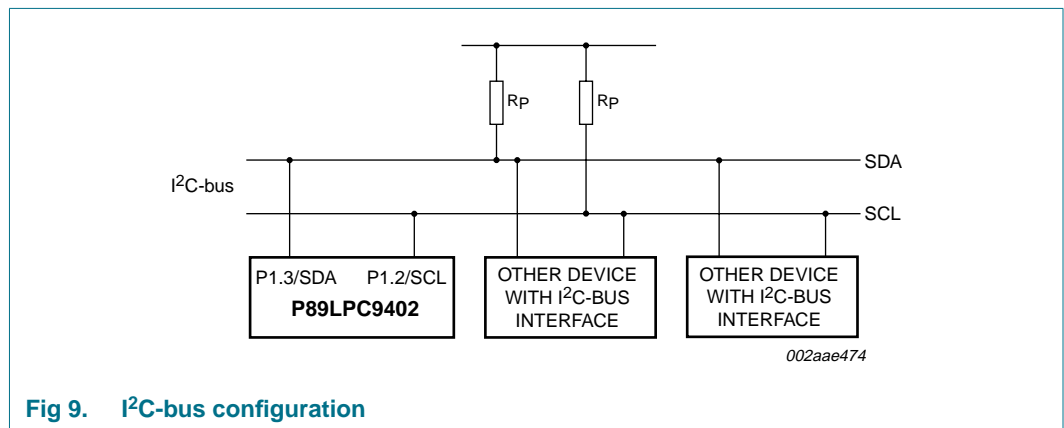 RP
RP
SDA
I²C-bus
SCL
P1.3/SDA P1.2/SCL
P89LPC9402
OTHER DEVICE
WITH I²C-BUS
INTERFACE
OTHER DEVICE
WITH I²C-BUS
INTERFACE
002aae474
Fig 9. I²C-bus configuration